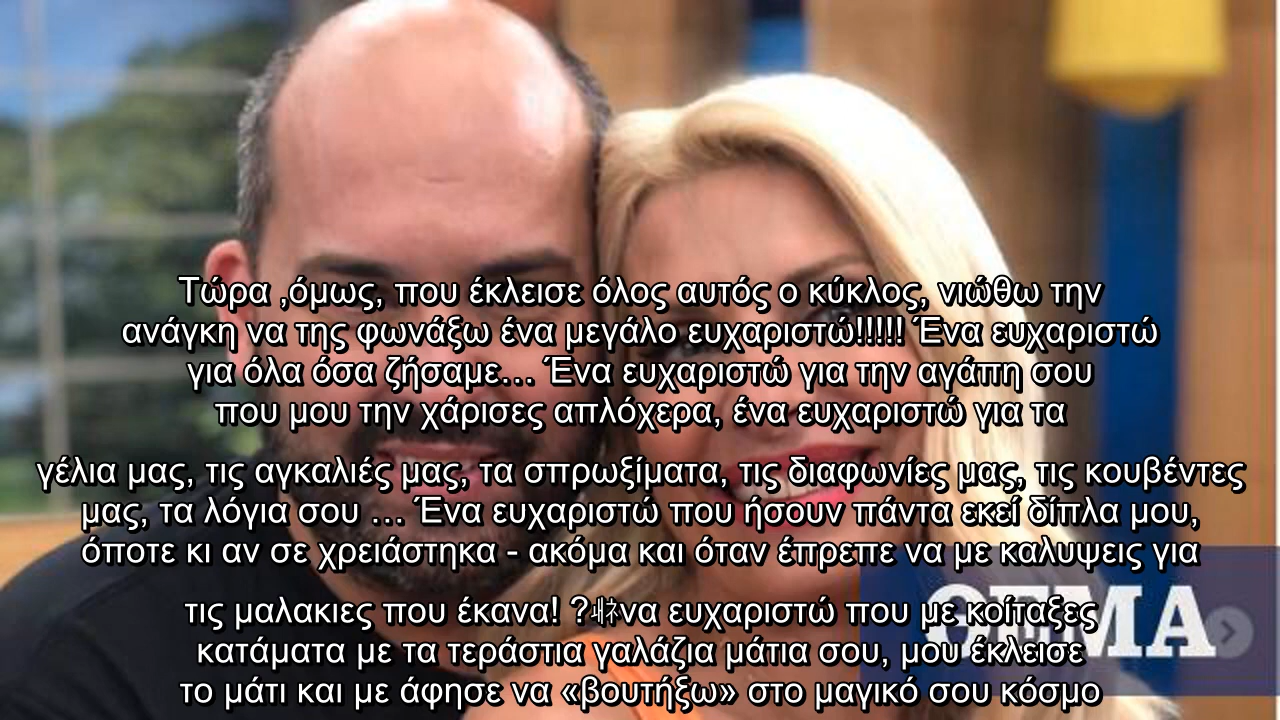 Τώρα ,όμως, που έκλεισε όλος αυτός ο κύκλος, νιώθω την
ανάγκη να της φωνάξω ένα μεγάλο ευχαριστώ!!!!! Ένα ευχαριστώ
για όλα όσα ζήσαμε… Ένα ευχαριστώ για την αγάπη σου
που μου την χάρισες απλόχερα, ένα ευχαριστώ για τα
γέλια μας, τις αγκαλιές μας, τα σπρωξίματα, τις διαφωνίες μας, τις κουβέντες
μας, τα λόγια σου … Ένα ευχαριστώ που ήσουν πάντα εκεί δίπλα μου,
όποτε κι αν σε χρειάστηκα - ακόμα και όταν έπρεπε να με καλυψεις για
τις μαλακιες που έκανα! να ευχαριστώ που με κοίταξες
κατάματα με τα τεράστια γαλάζια μάτια σου, μου έκλεισε
το μάτι και με άφησε να «βουτήξω» στο μαγικό σου κόσμο